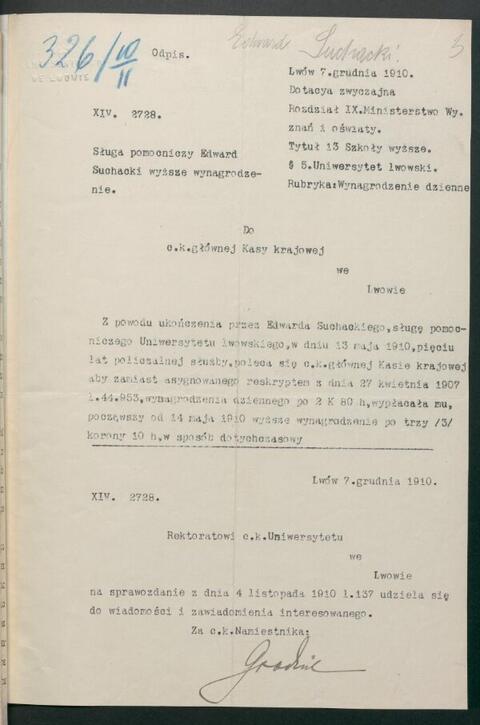 Edward Suchacki.
5
326/10/11
WE LWOWIE
Odpis.
Lwów 7.grudnia 1910.
Dotacya zwyczajna
Rozdział IX.Ministerstwo Wy.
znań i oświaty.
Tytuł 13 Szkoły wyższe.
§ 5.Uniwersytet lwowski.
Rubryka:Wynagrodzenie dzienne
XIV. 2728.
Sługa pomocniczy Edward
Suchacki wyższe wynagrodze-
nie.
Do
c.k.głównej Kasy krajowej
we
Lwowie
Z powodu ukończenia przez Edwarda Suchackiego,sługę pomoc-
niczego Uniwersytetu lwowskiego,w dniu 13 maja 1910,pięciu
lat policzalnej służby,poleca się c.k.głównej Kasie krajowej
aby zamiast asygnowanego reskryptem z dnia 27 kwietnia 1907
l.44.953,wynagrodzenia dziennego po 2 K 80 h,wypłacała mu,
począwszy od 14 maja 1910 wyższe wynagrodzenie po trzy /3/
korony 10 h,w sposób dotychczasowy
Lwów 7.grudnia 1910.
XIV. 2728.
Rektoratowi c.k.Uniwersytetu
we
Lwowie
na sprawozdanie z dnia 4 listopada 1910 l.137 udziela się
do wiadomości i zawiadomienia interesowanego.
Za c.k.Namiestnika: